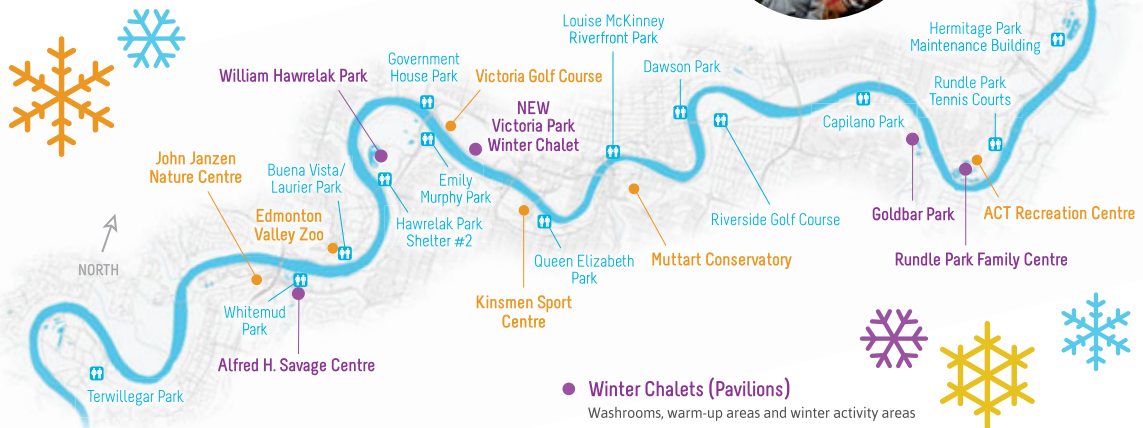 Louise McKinney
Riverfront Park
Hermitage Park
Maintenance Building
Government
House Park
William Hawrelak Park
Victoria Golf Course
Dawson Park
Rundle Park
Tennis Courts
NEW
Victoria Park
Winter Chalet
Capilano Park
John Janzen
Nature Centre
Buena Vista/
Laurier Park
Emily
Murphy Park
Edmonton
Valley Zoo
Hawrelak Park
Shelter #2
Riverside Golf Course
Goldbar Park
ACT Recreation Centre
NORTH
Queen Elizabeth
Park
Muttart Conservatory
Rundle Park Family Centre
Whitemud
Park
Kinsmen Sport
Centre
Alfred H. Savage Centre
Terwillegar Park
Winter Chalets (Pavilions)
Washrooms, warm-up areas and winter activity areas